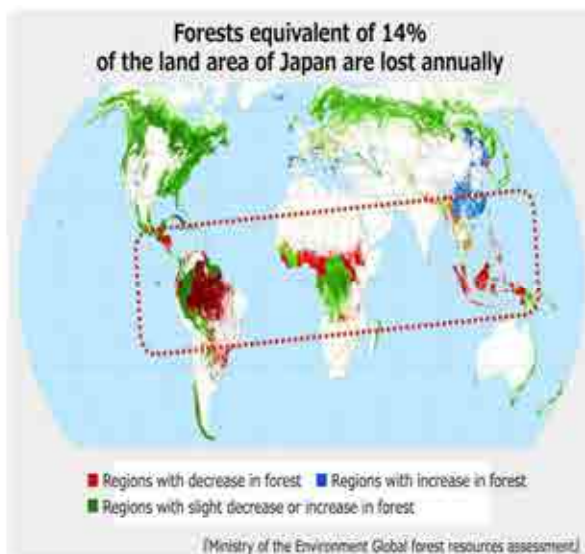 Forests equivalent of 14%
of the land area of Japan are lost annually
Regions with decrease in forest
Regions with increase in forest
Regions with slight decrease or increase in forest
(Ministry of the Environment Global forest resources assessment)